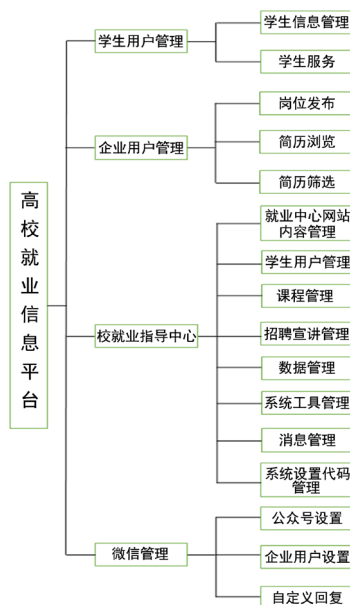 高校就业信息平台
学生用户管理
学生信息管理
学生服务
企业用户管理
岗位发布
简历浏览
简历筛选
校就业指导中心
就业中心网站
内容管理
学生用户管理
课程管理
招聘宣讲管理
数据管理
系统工具管理
消息管理
系统设置代码
管理
微信管理
公众号设置
企业用户设置
自定义回复